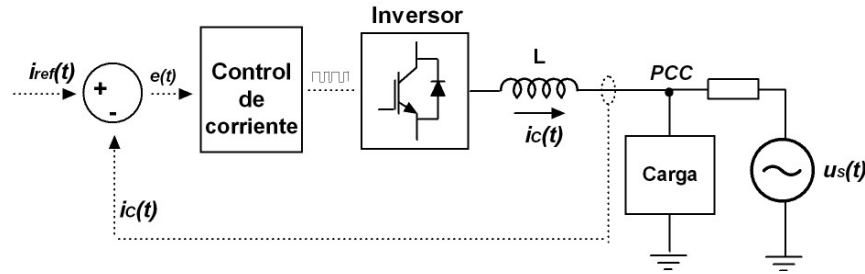 Inversor
iref(t)
+
-
e(t)
Control
de
corriente
L
PCC
iC(t)
Carga
us(t)
iC(t)